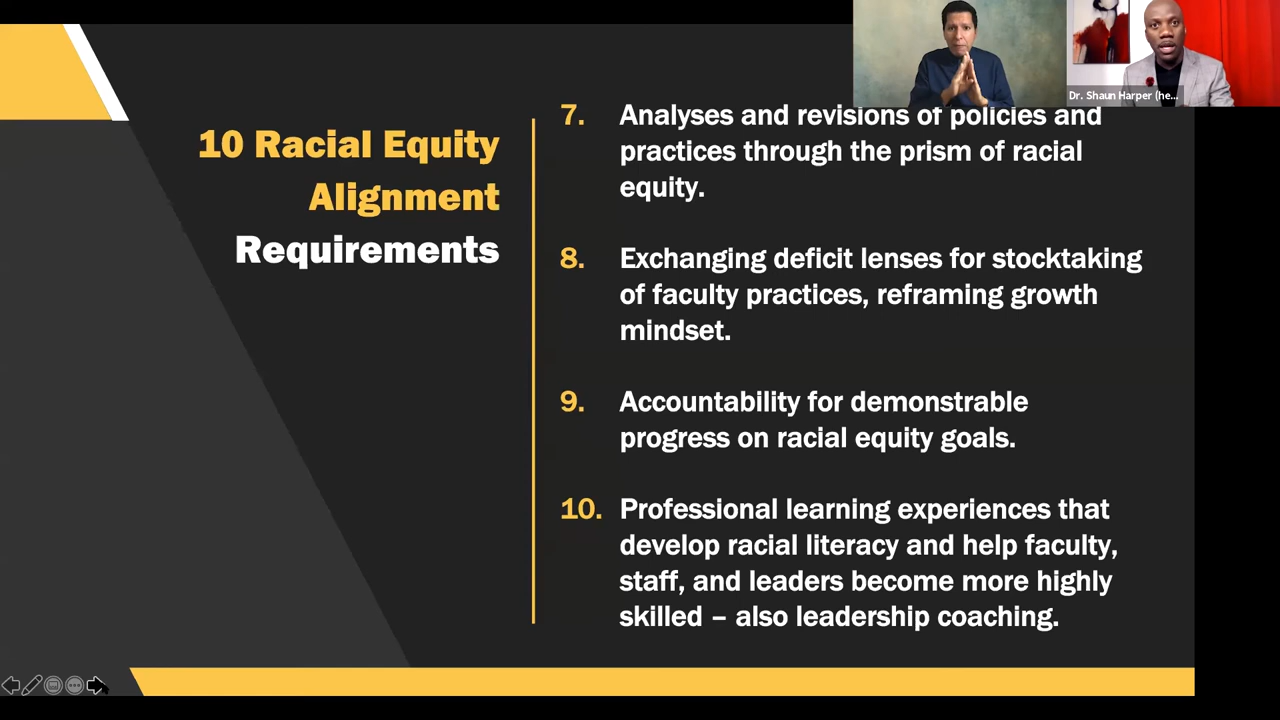 Dr. Shaun Harper (he...
10 Racial Equity
Alignment
Requirements
7. Analyses and revisions of policies and
practices through the prism of racial
equity.
8. Exchanging deficit lenses for stocktaking
of faculty practices, reframing growth
mindset.
9. Accountability for demonstrable
progress on racial equity goals.
10. Professional learning experiences that
develop racial literacy and help faculty,
staff, and leaders become more highly
skilled – also leadership coaching.